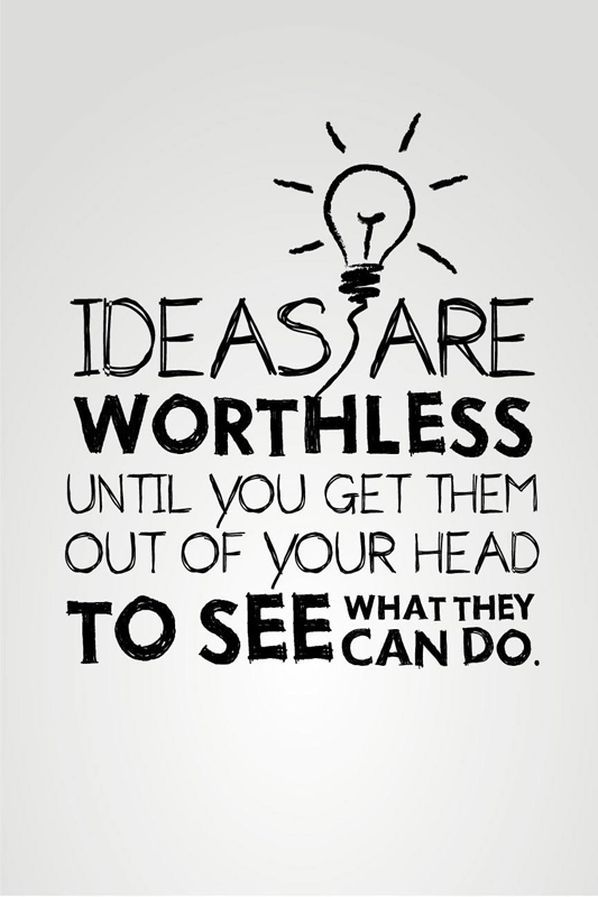 IDEAS ARE
WORTHLESS
UNTIL YOU GET THEM
OUT OF YOUR HEAD
TO SEE WHAT THEY
CAN DO.